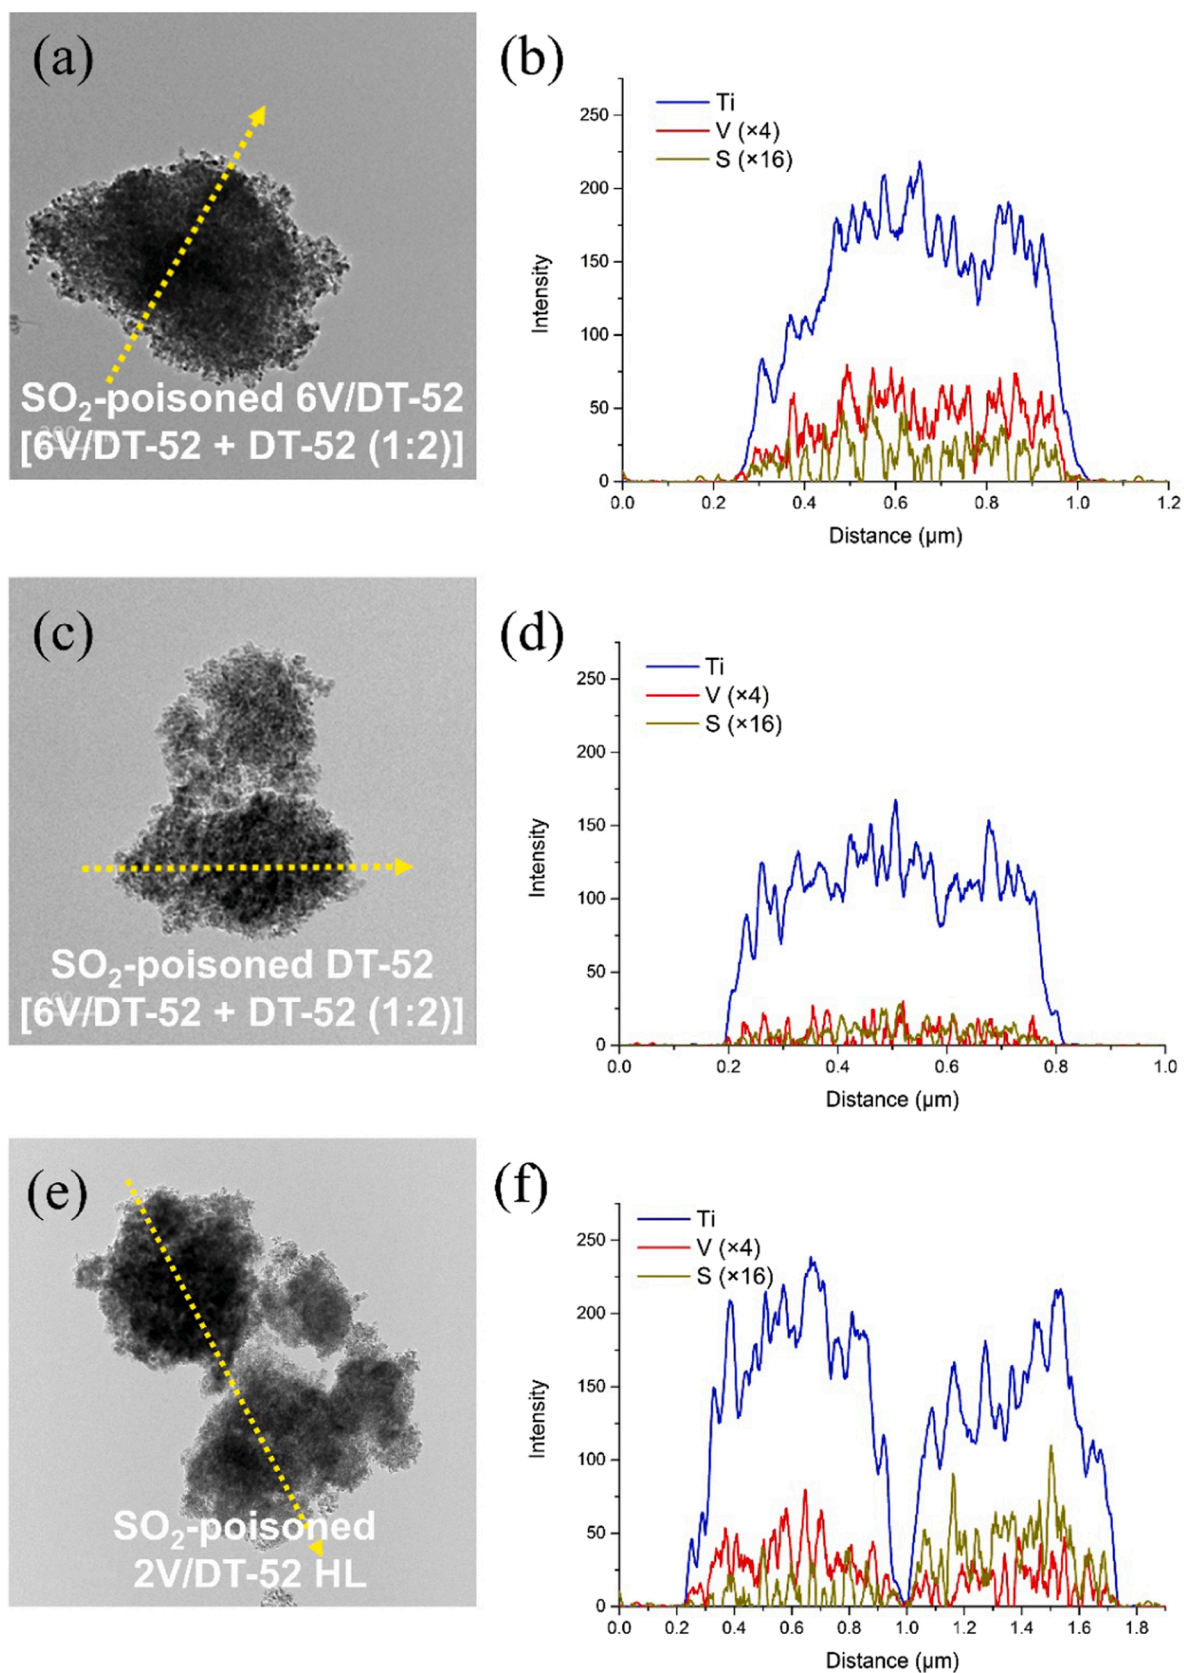 (a)
SO₂-poisoned 6V/DT-52
[6V/DT-52 + DT-52 (1:2)]
(b)
Ti
V (×4)
S (×16)
250
200
150
100
50
0
Intensity
0.0 0.2 0.4 0.6 0.8 1.0 1.2
Distance (µm)
(c)
SO₂-poisoned DT-52
[6V/DT-52 + DT-52 (1:2)]
(d)
Ti
V (×4)
S (×16)
250
200
150
100
50
0
Intensity
0.0 0.2 0.4 0.6 0.8 1.0
Distance (µm)
(e)
SO₂-poisoned
2V/DT-52 HL
(f)
Ti
V (×4)
S (×16)
250
200
150
100
50
0
Intensity
0.0 0.2 0.4 0.6 0.8 1.0 1.2 1.4 1.6 1.8
Distance (µm)